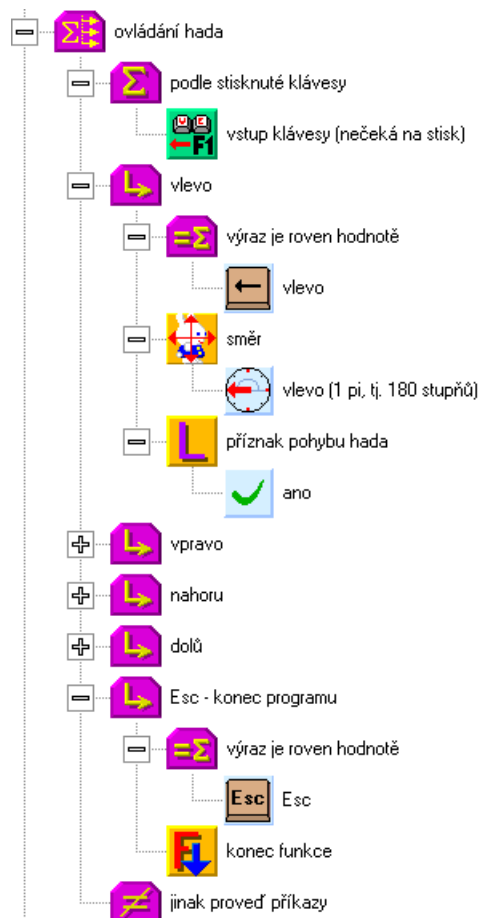 ovládání hada
podle stisknuté klávesy
F1 vstup klávesy (nečeká na stisk)
vlevo
výraz je roven hodnotě
vlevo
směr
vlevo (1 pi, tj. 180 stupňů)
příznak pohybu hada
ano
vpravo
nahoru
dolů
Esc - konec programu
výraz je roven hodnotě
Esc Esc
konec funkce
jinak proveď příkazy